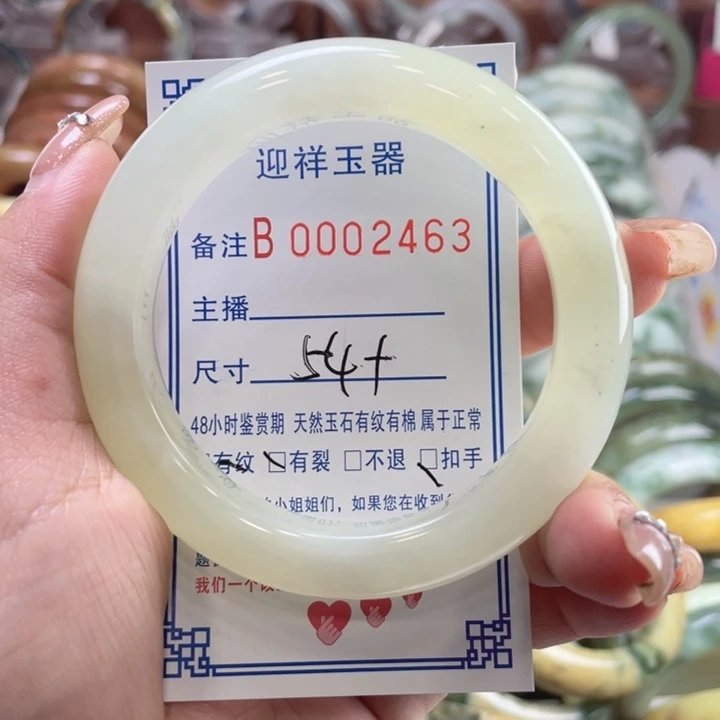 迎祥玉器
备注B 0002463
主播
尺寸 54+
48小时鉴赏期 天然玉石有纹有棉 属于正常
有纹 □有裂 □不退 □扣手
小姐姐们，如果您在收到
题
我们一个